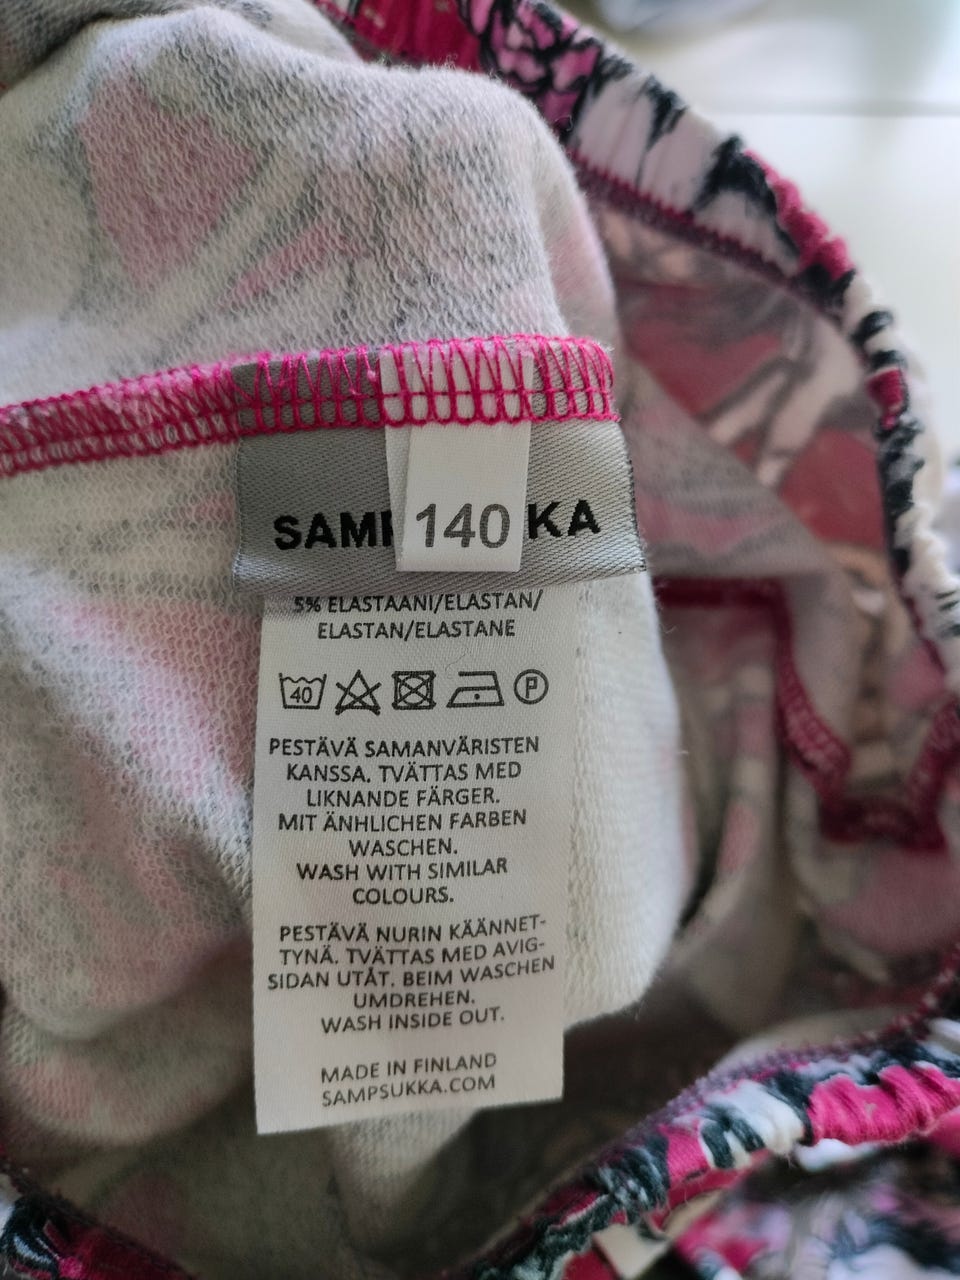 SAMP KA
140
5% ELASTAANI/ELASTAN/
ELASTAN/ELASTANE
40 P
PESTÄVÄ SAMANVÄRISTEN
KANSSA. TVÄTTAS MED
LIKNANDE FÄRGER.
MIT ÄNHLICHEN FARBEN
WASCHEN.
WASH WITH SIMILAR
COLOURS.
PESTÄVÄ NURIN KÄÄNNET-
TYNÄ. TVÄTTAS MED AVIG-
SIDAN UTÅT. BEIM WASCHEN
UMDREHEN.
WASH INSIDE OUT.
MADE IN FINLAND
SAMPSUKKA.COM